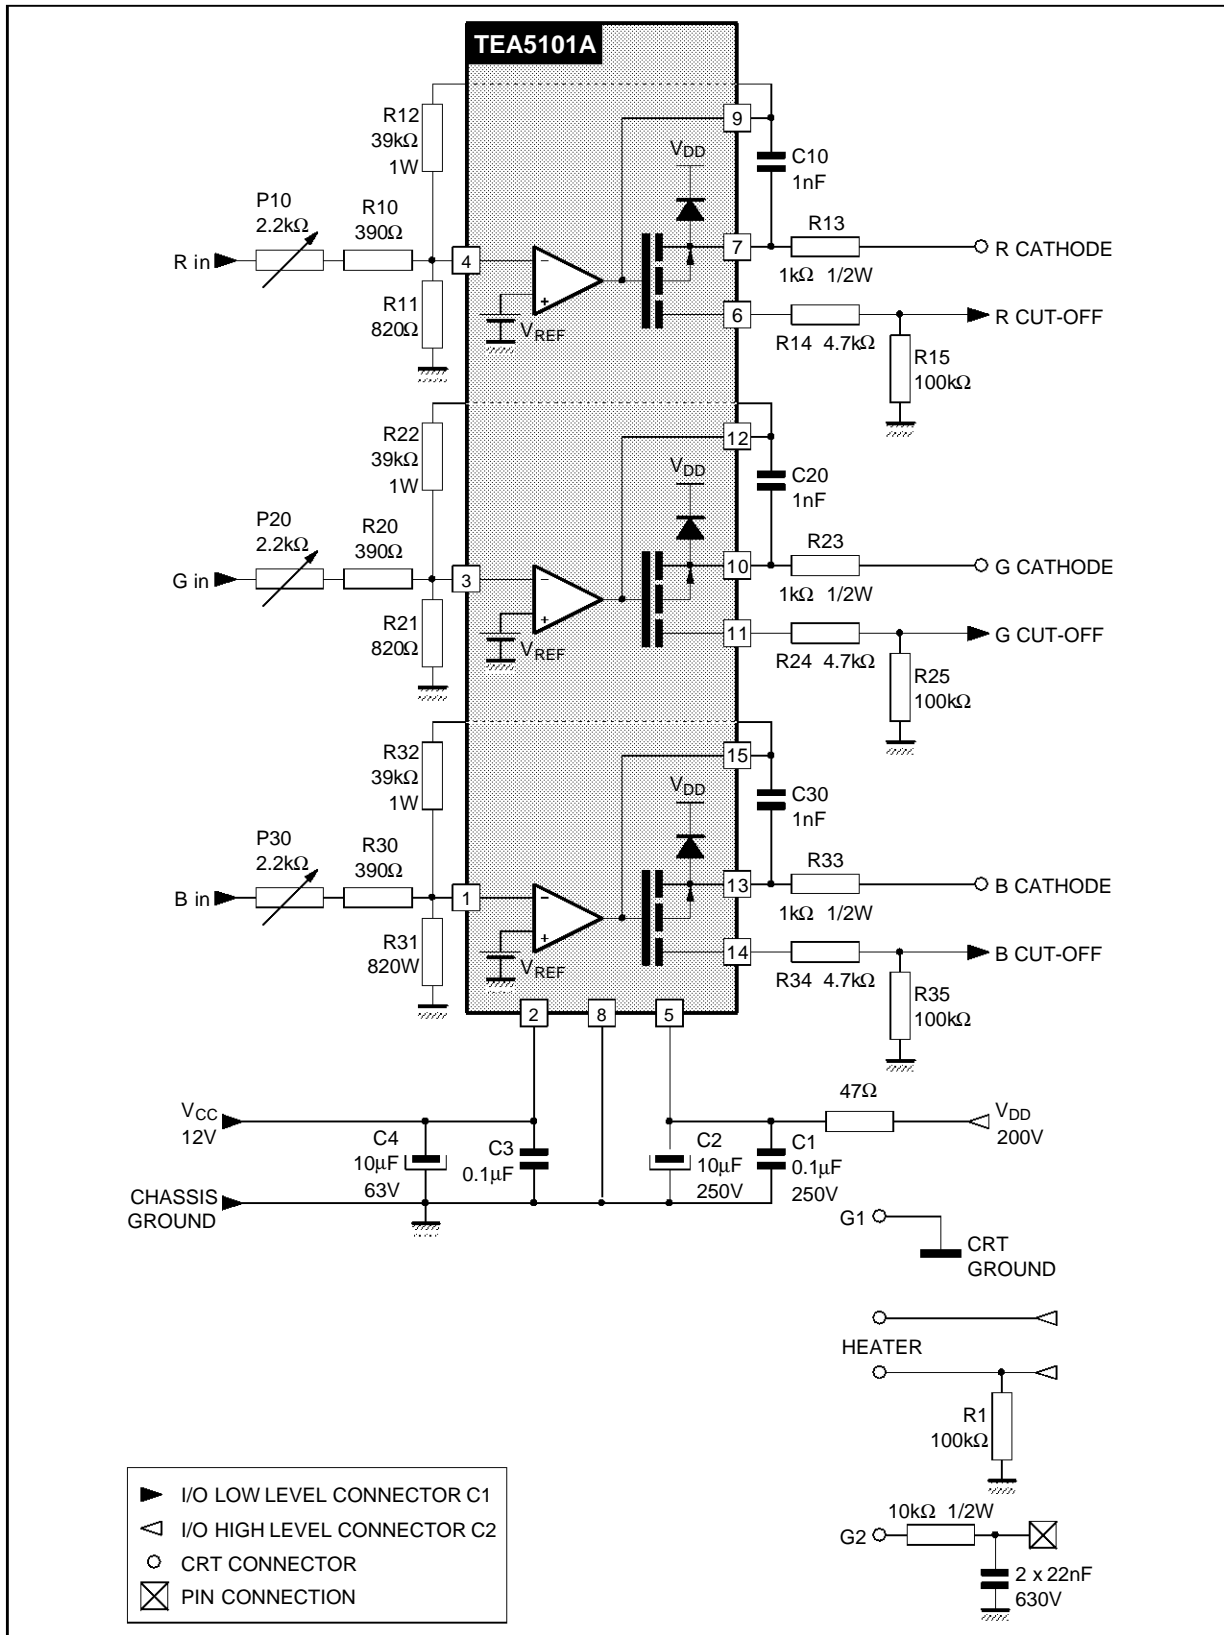 TEA5101A
R12
39kΩ
1W
9
VDD
C10
1nF
P10
2.2kΩ
R10
390Ω
R13
R in
4
7
R CATHODE
1kΩ 1/2W
R11
820Ω
VREF
6
R CUT-OFF
R14 4.7kΩ
R15
100kΩ
R22
39kΩ
1W
12
VDD
C20
1nF
P20
2.2kΩ
R20
390Ω
R23
G in
3
10
G CATHODE
1kΩ 1/2W
R21
820Ω
VREF
11
G CUT-OFF
R24 4.7kΩ
R25
100kΩ
R32
39kΩ
1W
15
VDD
C30
1nF
P30
2.2kΩ
R30
390Ω
R33
B in
1
13
B CATHODE
1kΩ 1/2W
R31
820W
VREF
14
B CUT-OFF
R34 4.7kΩ
R35
100kΩ
2
8
5
47Ω
VCC
12V
VDD
200V
C4
10μF
63V
C3
0.1μF
C2
10μF
250V
C1
0.1μF
250V
CHASSIS
GROUND
G1
CRT
GROUND
HEATER
R1
100kΩ
10kΩ 1/2W
G2
2 x 22nF
630V
I/O LOW LEVEL CONNECTOR C1
I/O HIGH LEVEL CONNECTOR C2
CRT CONNECTOR
PIN CONNECTION